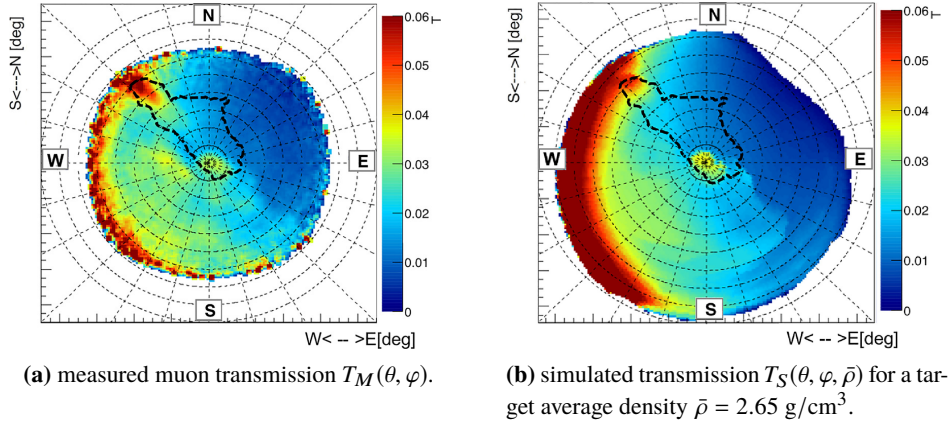 N
T
0.06
0.05
0.04
0.03
0.02
0.01
0
S<--->N [deg]
W
E
S
W< -- >E[deg]
(a) measured muon transmission T_M(θ, φ).
N
T
0.06
0.05
0.04
0.03
0.02
0.01
0
S<--->N [deg]
W
E
S
W< -- >E[deg]
(b) simulated transmission T_S(θ, φ, ρ̄) for a tar-
get average density ρ̄ = 2.65 g/cm³.